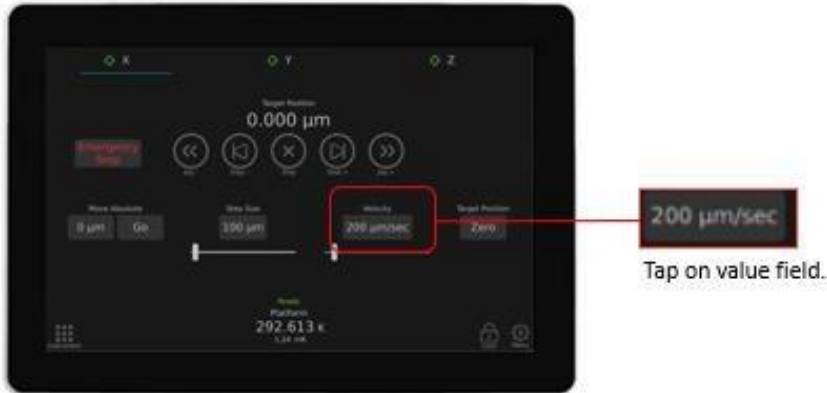 X Y Z
Target Position
0.000 µm
Emergency
Stop
Move Absolute Step Size Velocity Target Position
0 µm Go 100 µm 200 µm/sec Zero
200 µm/sec
Tap on value field.
Ready
Platform
292.613 K
Menu